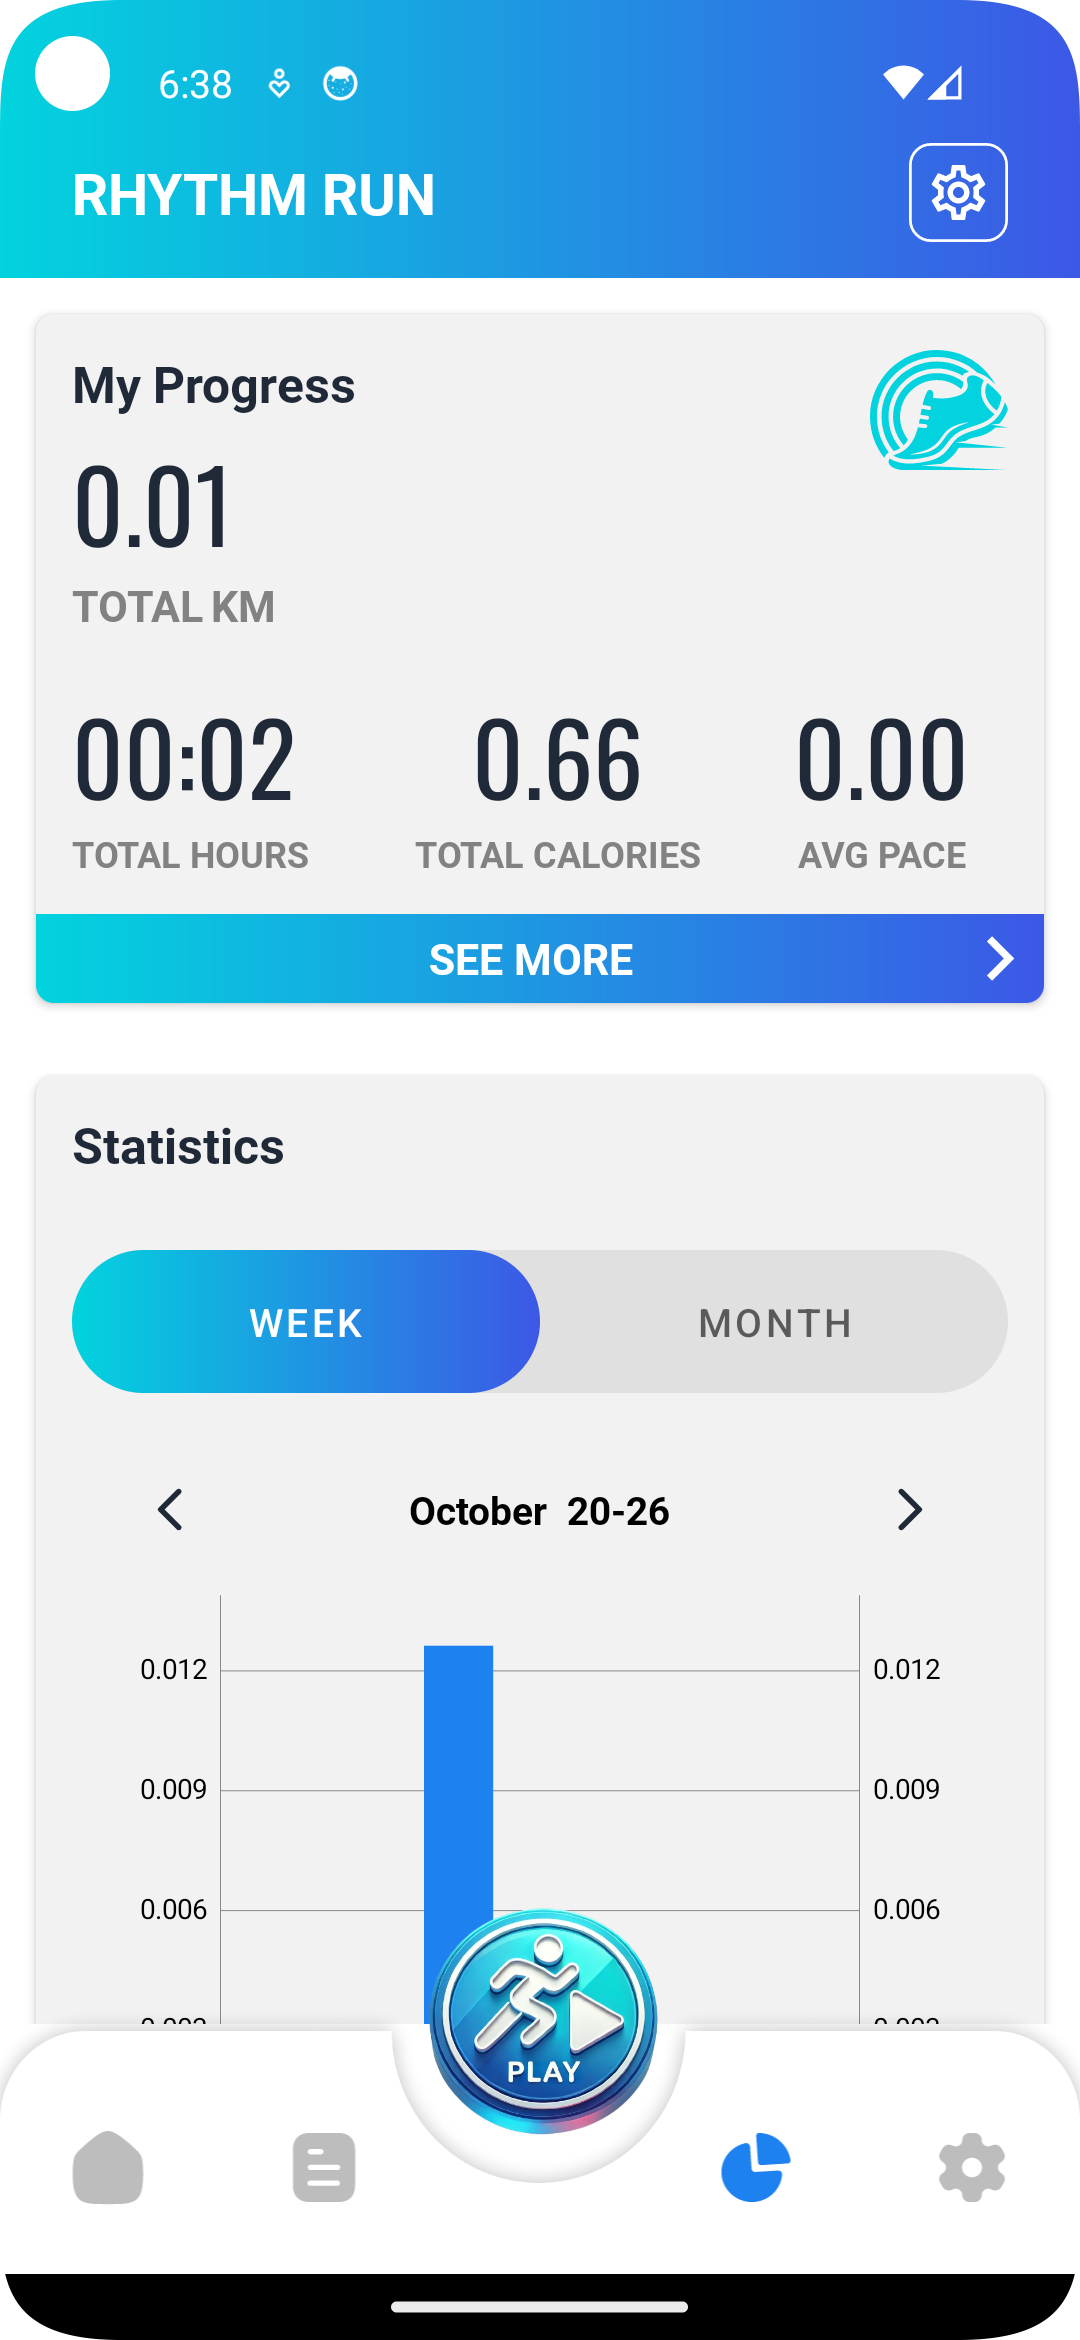 6:38
RHYTHM RUN
My Progress
0.01
TOTAL KM
00:02 0.66 0.00
TOTAL HOURS TOTAL CALORIES AVG PACE
SEE MORE
Statistics
WEEK MONTH
October 20-26
0.012 0.012
0.009 0.009
0.006 0.006
PLAY